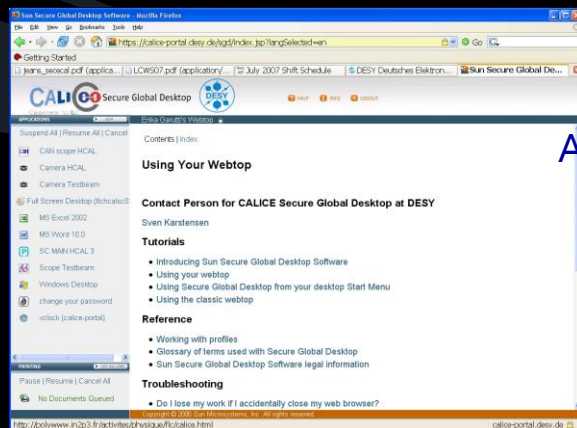 Sun Secure Global Desktop Software - Mozilla Firefox
File Edit View Go Bookmarks Tools Help
https://calice-portal.desy.de/sgd/index.jsp?langSelected=en
Go
Getting Started
jeans_sececal.pdf (applica...
LCWS07.pdf (application/...
July 2007 Shift Schedule
DESY Deutsches Elektron...
Sun Secure Global De...
CALICE Secure Global Desktop
DESY
HELP INFO LOGOUT
APPLICATIONS
Erika Garutti's Webtop
Suspend All | Resume All | Cancel
CAN scope HCAL
Camera HCAL
Camera Testbeam
Full Screen Desktop (flchcalsc0
MS Excel 2002
MS Word 10.0
SC MAIN HCAL 3
Scope Testbeam
Windows Desktop
change your password
xclock (calice-portal)
PRINTING
Pause | Resume | Cancel All
No Documents Queued
Contents | Index
Using Your Webtop
Contact Person for CALICE Secure Global Desktop at DESY
Sven Karstensen
Tutorials
• Introducing Sun Secure Global Desktop Software
• Using your webtop
• Using Secure Global Desktop from your desktop Start Menu
• Using the classic webtop
Reference
• Working with profiles
• Glossary of terms used with Secure Global Desktop
• Sun Secure Global Desktop Software legal information
Troubleshooting
• Do I lose my work if I accidentally close my web browser?
Copyright © 2006 Sun Microsystems, Inc. All rights reserved.
http://polywww.in2p3.fr/activites/physique/flc/calice.html
calice-portal.desy.de
A